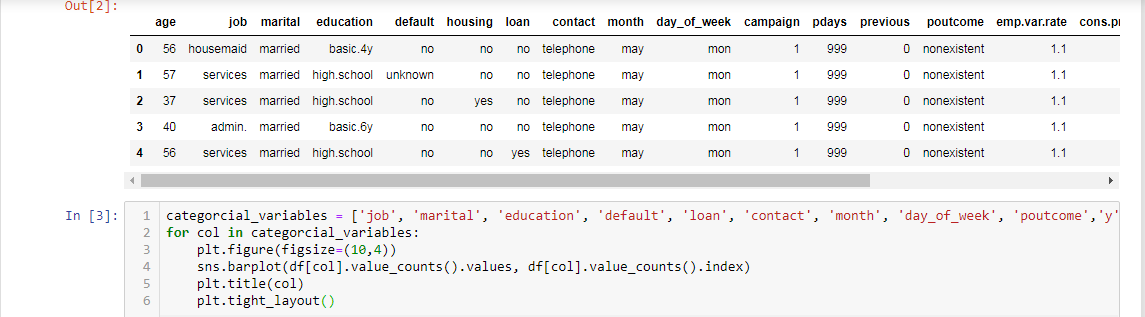 Out[2]:
age job marital education default housing loan contact month day_of_week campaign pdays previous poutcome emp.var.rate cons.pr
0 56 housemaid married basic.4y no no no telephone may mon 1 999 0 nonexistent 1.1
1 57 services married high.school unknown no no telephone may mon 1 999 0 nonexistent 1.1
2 37 services married high.school no yes no telephone may mon 1 999 0 nonexistent 1.1
3 40 admin. married basic.6y no no no telephone may mon 1 999 0 nonexistent 1.1
4 56 services married high.school no no yes telephone may mon 1 999 0 nonexistent 1.1
In [3]:
1 categorcial_variables = ['job', 'marital', 'education', 'default', 'loan', 'contact', 'month', 'day_of_week', 'poutcome','y'
2 for col in categorcial_variables:
3 plt.figure(figsize=(10,4))
4 sns.barplot(df[col].value_counts().values, df[col].value_counts().index)
5 plt.title(col)
6 plt.tight_layout()